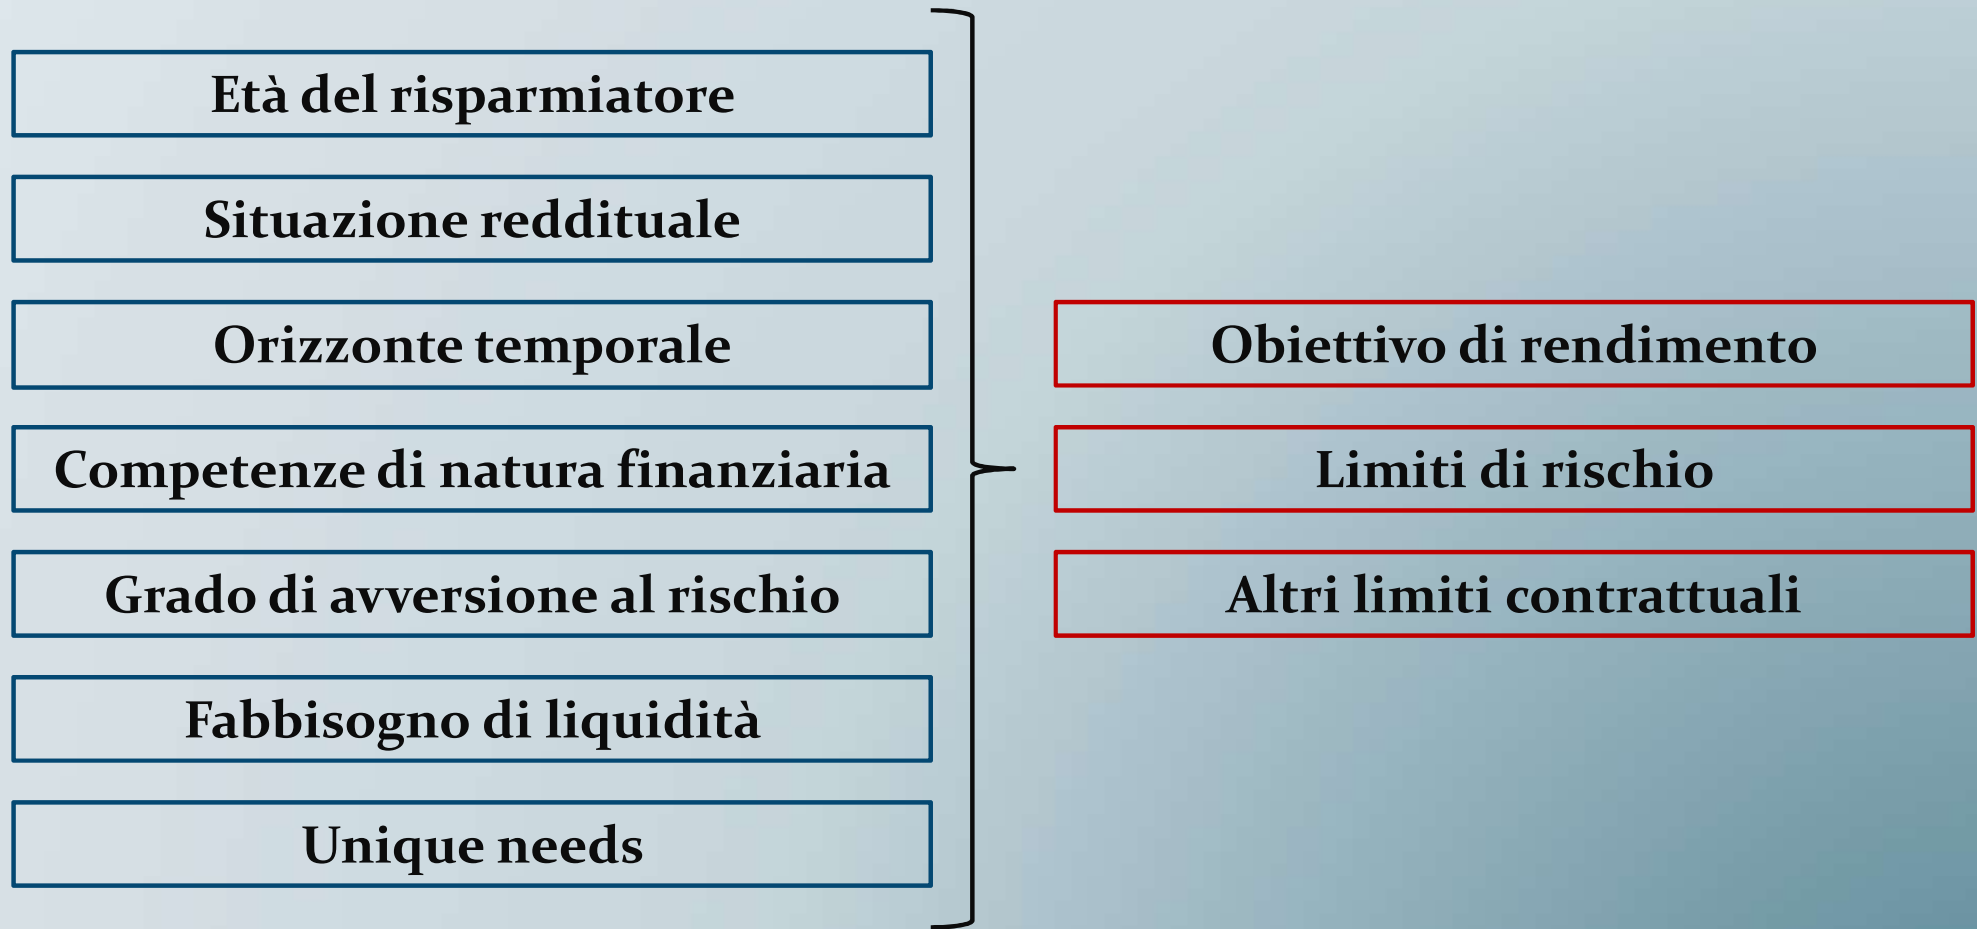 Età del risparmiatore
Situazione reddituale
Orizzonte temporale
Competenze di natura finanziaria
Grado di avversione al rischio
Fabbisogno di liquidità
Unique needs
Obiettivo di rendimento
Limiti di rischio
Altri limiti contrattuali